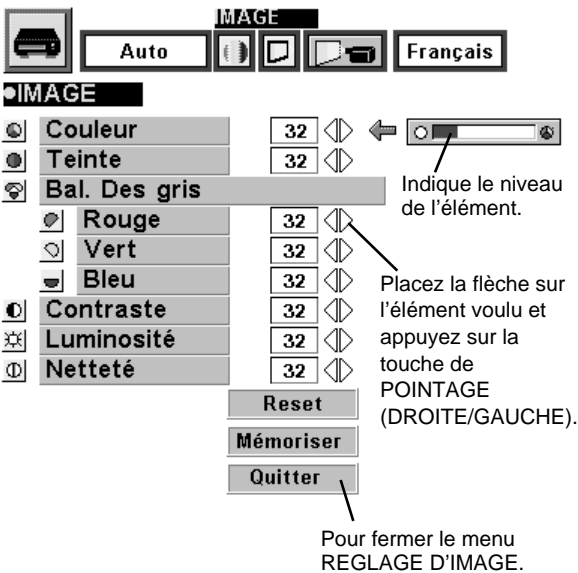 IMAGE
Auto
Français
●IMAGE
Couleur 32
Teinte 32
Bal. Des gris
Rouge 32
Vert 32
Bleu 32
Contraste 32
Luminosité 32
Netteté 32
Reset
Mémoriser
Quitter
Indique le niveau
de l'élément.
Placez la flèche sur
l'élément voulu et
appuyez sur la
touche de
POINTAGE
(DROITE/GAUCHE).
Pour fermer le menu
REGLAGE D'IMAGE.